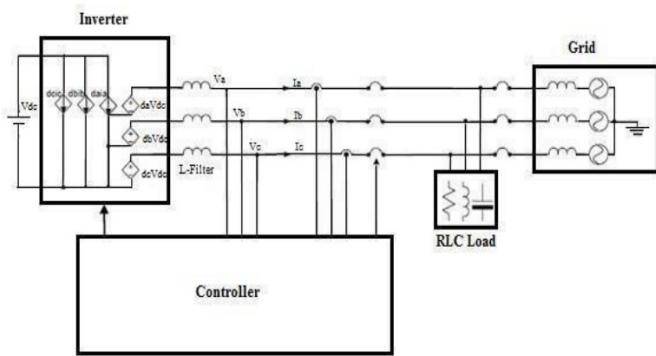 Inverter
Grid
Vdc
dcic
dbib
daia
daVdc
dbVdc
dcVdc
L-Filter
Va
Vb
Vc
Ia
Ib
Ic
RLC Load
Controller